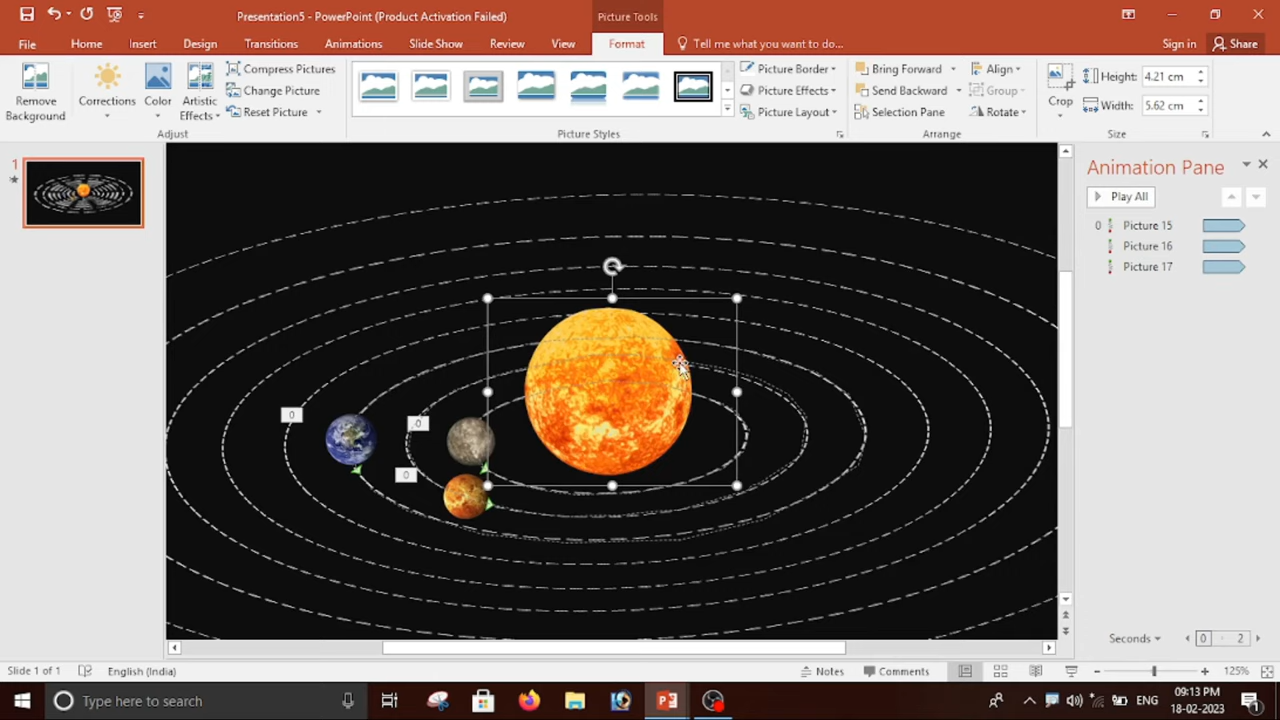 Presentation5 - PowerPoint (Product Activation Failed)
Picture Tools
File Home Insert Design Transitions Animations Slide Show Review View Format Tell me what you want to do... Sign in Share
Remove Background
Corrections
Color
Artistic Effects
Compress Pictures
Change Picture
Reset Picture
Adjust
Picture Styles
Picture Border
Picture Effects
Picture Layout
Bring Forward
Send Backward
Selection Pane
Align
Group
Rotate
Arrange
Crop
Height: 4.21 cm
Width: 5.62 cm
Size
1
0
0
0
Animation Pane
Play All
0 Picture 15
Picture 16
Picture 17
Seconds 0 2
Slide 1 of 1 English (India) Notes Comments 125%
Type here to search
ENG
09:13 PM
18-02-2023
1